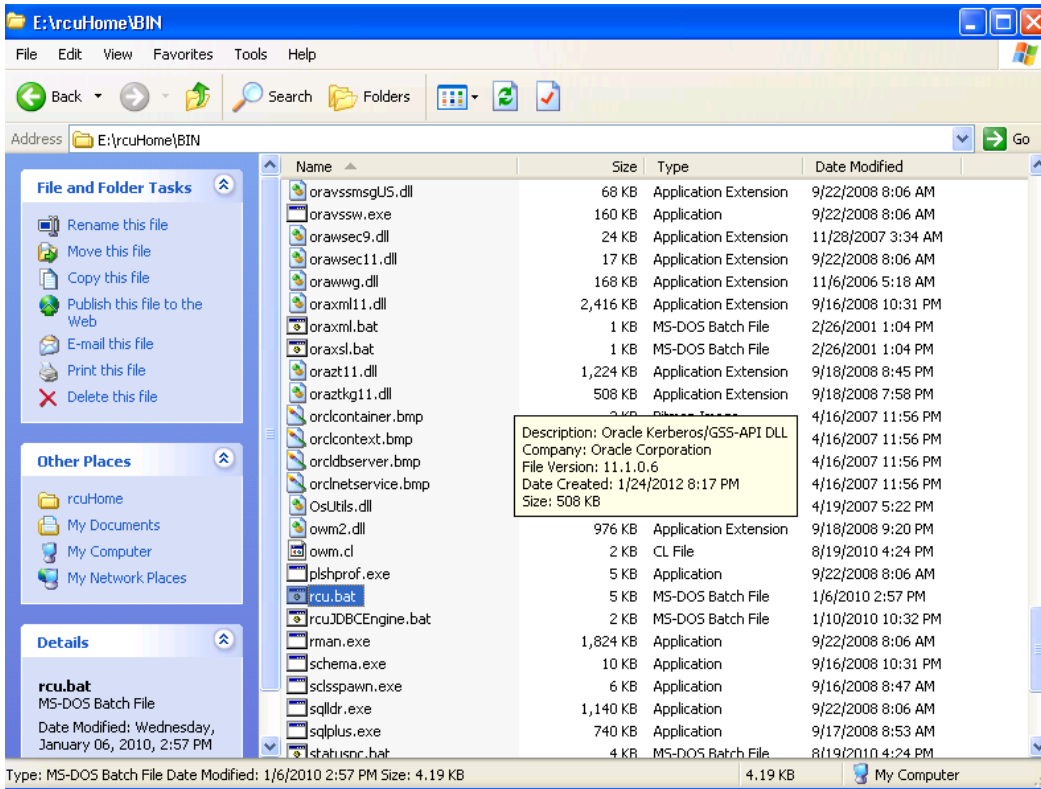 E:\rcuHome\BIN
File Edit View Favorites Tools Help
Back Search Folders
Address E:\rcuHome\BIN Go
File and Folder Tasks
Rename this file
Move this file
Copy this file
Publish this file to the
Web
E-mail this file
Print this file
Delete this file
Other Places
rcuHome
My Documents
My Computer
My Network Places
Details
rcu.bat
MS-DOS Batch File
Date Modified: Wednesday,
January 06, 2010, 2:57 PM
Name Size Type Date Modified
oravssmsgUS.dll 68 KB Application Extension 9/22/2008 8:06 AM
oravssw.exe 160 KB Application 9/22/2008 8:06 AM
orawsec9.dll 24 KB Application Extension 11/28/2007 3:34 AM
orawsec11.dll 17 KB Application Extension 9/22/2008 8:06 AM
orawwg.dll 168 KB Application Extension 11/6/2006 5:18 AM
oraxml11.dll 2,416 KB Application Extension 9/16/2008 10:31 PM
oraxml.bat 1 KB MS-DOS Batch File 2/26/2001 1:04 PM
oraxsl.bat 1 KB MS-DOS Batch File 2/26/2001 1:04 PM
orazt11.dll 1,224 KB Application Extension 9/18/2008 8:45 PM
oraztkg11.dll 508 KB Application Extension 9/18/2008 7:58 PM
orclcontainer.bmp 4/16/2007 11:56 PM
orclcontext.bmp 4/16/2007 11:56 PM
orcldbserver.bmp 4/16/2007 11:56 PM
orclnetservice.bmp 4/16/2007 11:56 PM
OsUtils.dll 4/19/2007 5:22 PM
owm2.dll 976 KB Application Extension 9/18/2008 9:20 PM
owm.cl 2 KB CL File 8/19/2010 4:24 PM
plshprof.exe 5 KB Application 9/22/2008 8:06 AM
rcu.bat 5 KB MS-DOS Batch File 1/6/2010 2:57 PM
rcuJDBCEngine.bat 2 KB MS-DOS Batch File 1/10/2010 10:32 PM
rman.exe 1,824 KB Application 9/22/2008 8:06 AM
schema.exe 10 KB Application 9/16/2008 10:31 PM
sclsspawn.exe 6 KB Application 9/16/2008 8:47 AM
sqlldr.exe 1,140 KB Application 9/22/2008 8:06 AM
sqlplus.exe 740 KB Application 9/17/2008 8:53 AM
statuspc.bat 4 KB MS-DOS Batch File 8/19/2010 4:24 PM
Description: Oracle Kerberos/GSS-API DLL
Company: Oracle Corporation
File Version: 11.1.0.6
Date Created: 1/24/2012 8:17 PM
Size: 508 KB
Type: MS-DOS Batch File Date Modified: 1/6/2010 2:57 PM Size: 4.19 KB 4.19 KB My Computer